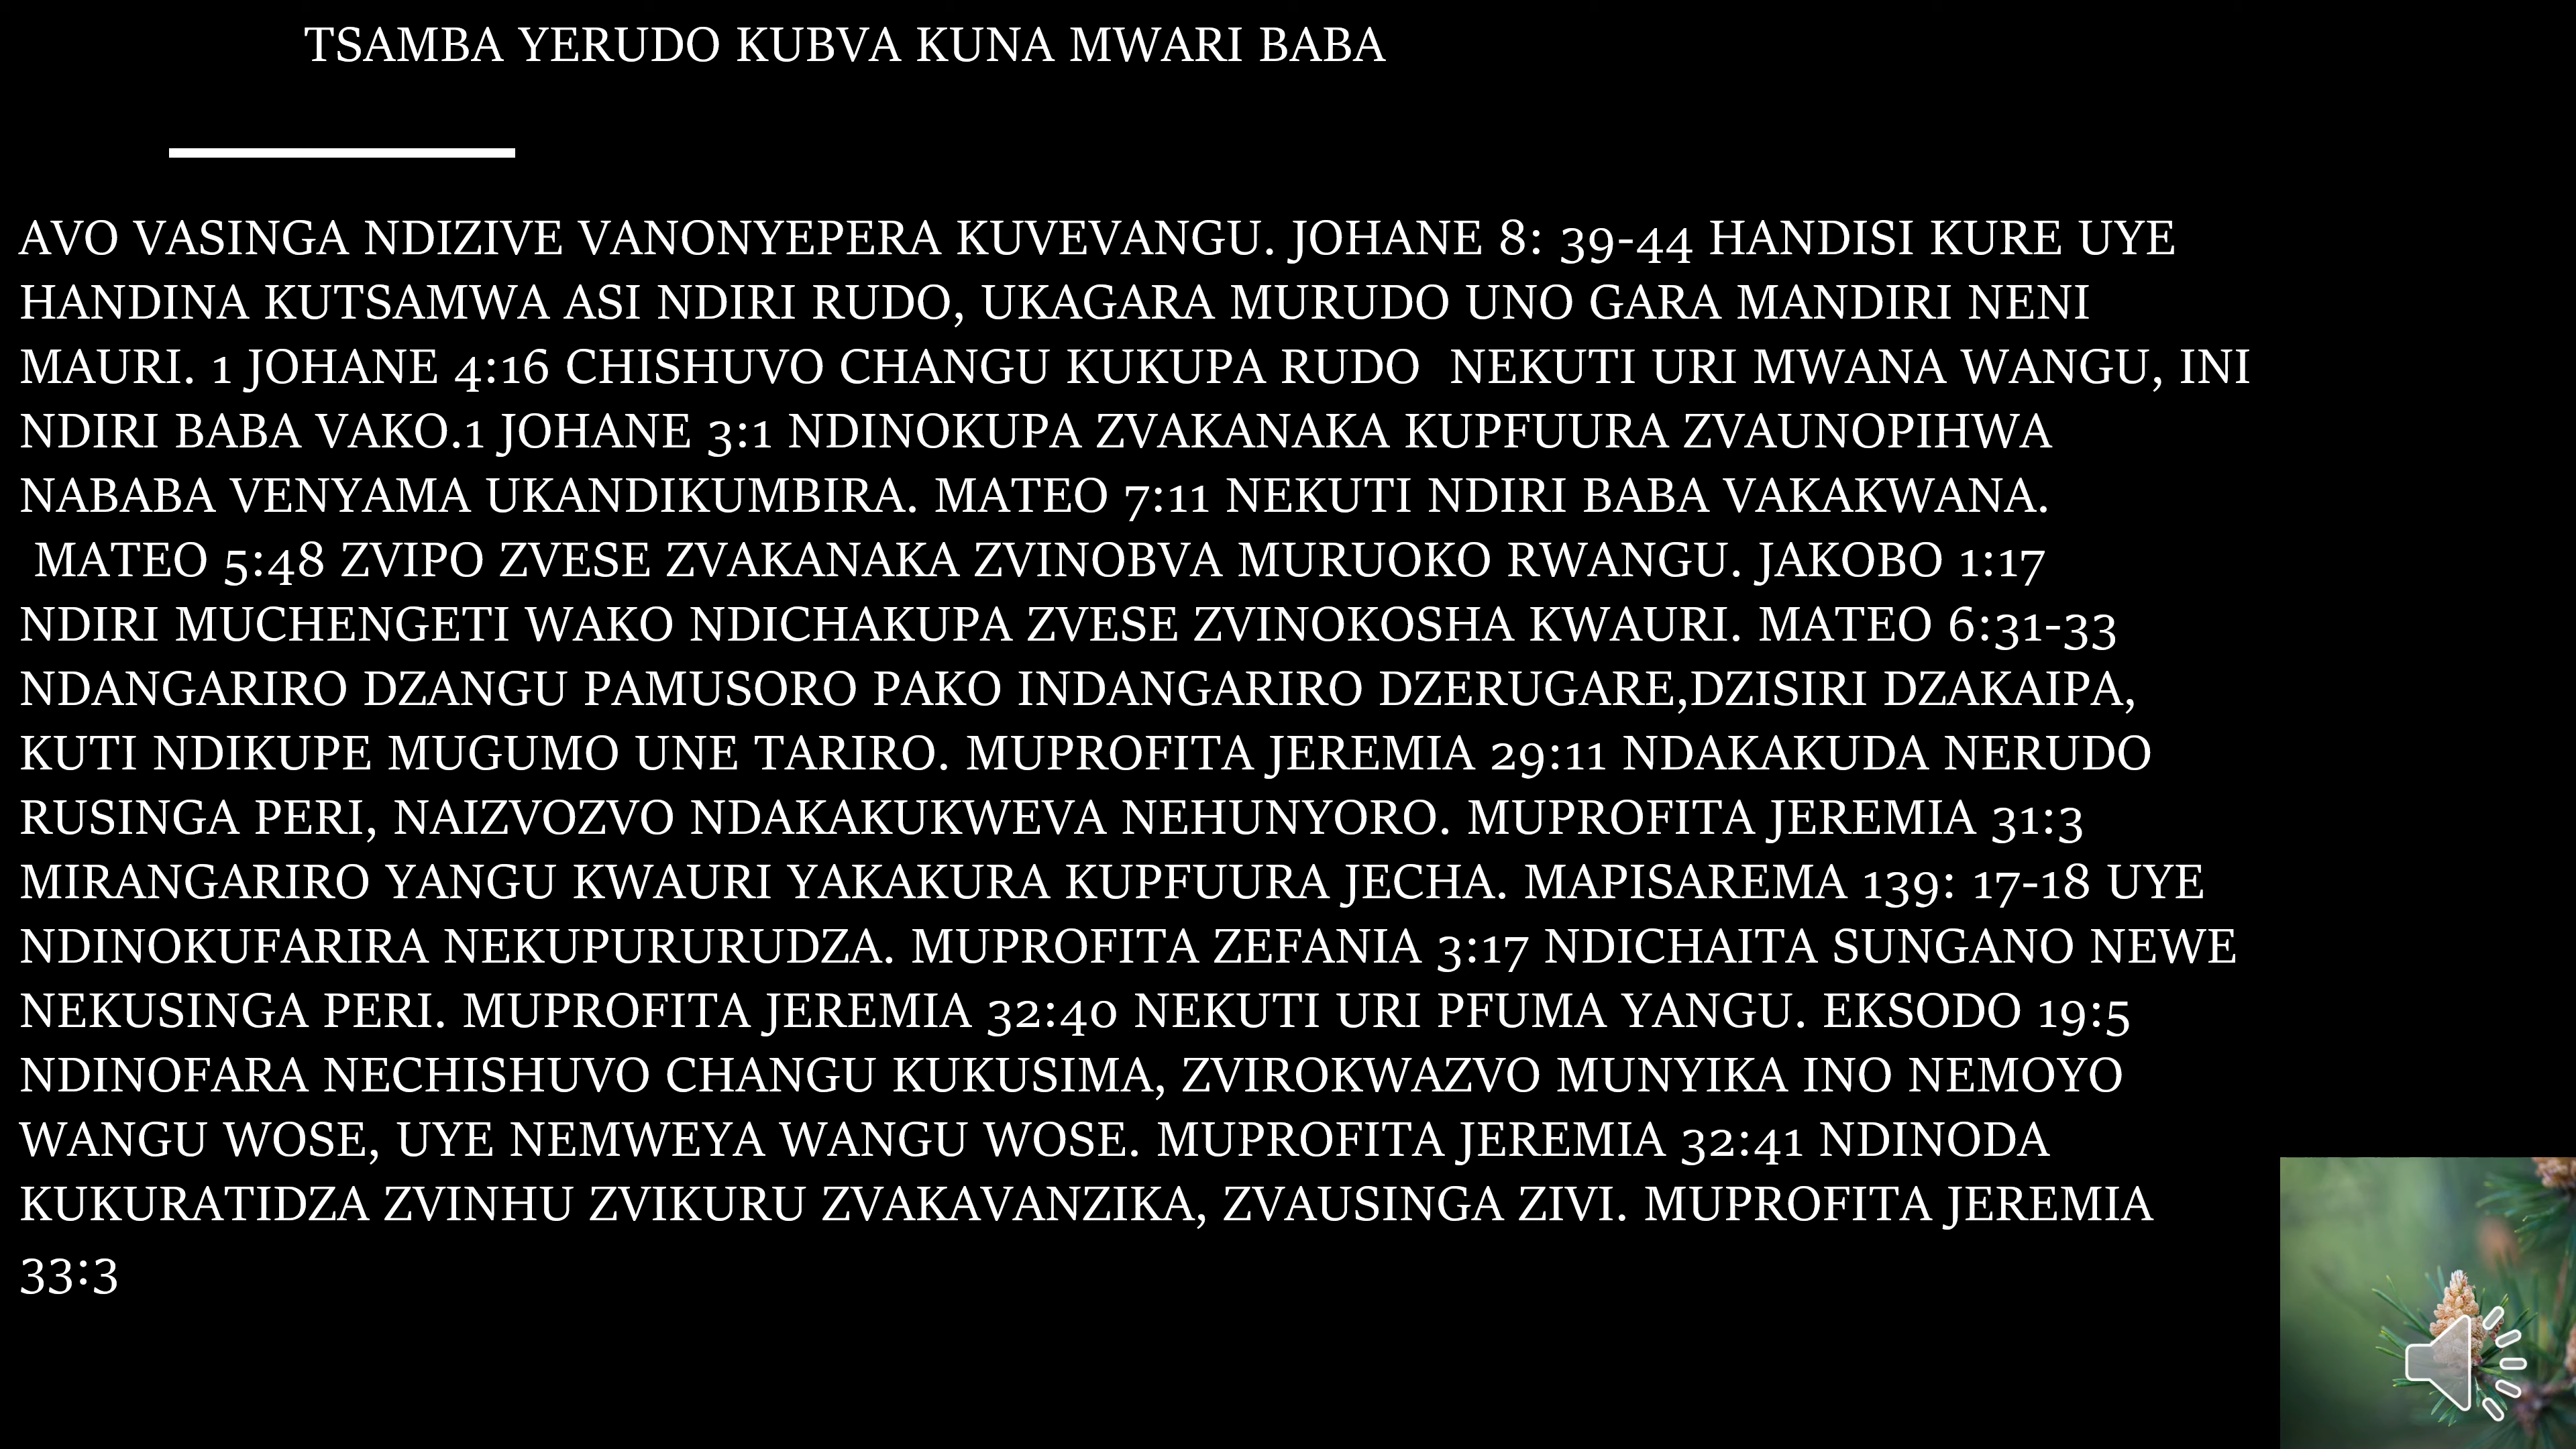 TSAMBA YERUDO KUBVA KUNA MWARI BABA
AVO VASINGA NDIZIVE VANONYEPERA KUVEVANGU. JOHANE 8: 39-44 HANDISI KURE UYE
HANDINA KUTSAMWA ASI NDIRI RUDO, UKAGARA MURUDO UNO GARA MANDIRI NENI
MAURI. 1 JOHANE 4:16 CHISHUVO CHANGU KUKUPA RUDO  NEKUTI URI MWANA WANGU, INI
NDIRI BABA VAKO.1 JOHANE 3:1 NDINOKUPA ZVAKANAKA KUPFUURA ZVAUNOPIHWA
NABABA VENYAMA UKANDIKUMBIRA. MATEO 7:11 NEKUTI NDIRI BABA VAKAKWANA.
MATEO 5:48 ZVIPO ZVESE ZVAKANAKA ZVINOBVA MURUOKO RWANGU. JAKOBO 1:17
NDIRI MUCHENGETI WAKO NDICHAKUPA ZVESE ZVINOKOSHA KWAURI. MATEO 6:31-33
NDANGARIRO DZANGU PAMUSORO PAKO INDANGARIRO DZERUGARE,DZISIRI DZAKAIPA,
KUTI NDIKUPE MUGUMO UNE TARIRO. MUPROFITA JEREMIA 29:11 NDAKAKUDA NERUDO
RUSINGA PERI, NAIZVOZVO NDAKAKUKWEVA NEHUNYORO. MUPROFITA JEREMIA 31:3
MIRANGARIRO YANGU KWAURI YAKAKURA KUPFUURA JECHA. MAPISAREMA 139: 17-18 UYE
NDINOKUFARIRA NEKUPURURUDZA. MUPROFITA ZEFANIA 3:17 NDICHAITA SUNGANO NEWE
NEKUSINGA PERI. MUPROFITA JEREMIA 32:40 NEKUTI URI PFUMA YANGU. EKSODO 19:5
NDINOFARA NECHISHUVO CHANGU KUKUSIMA, ZVIROKWAZVO MUNYIKA INO NEMOYO
WANGU WOSE, UYE NEMWEYA WANGU WOSE. MUPROFITA JEREMIA 32:41 NDINODA
KUKURATIDZA ZVINHU ZVIKURU ZVAKAVANZIKA, ZVAUSINGA ZIVI. MUPROFITA JEREMIA
33:3